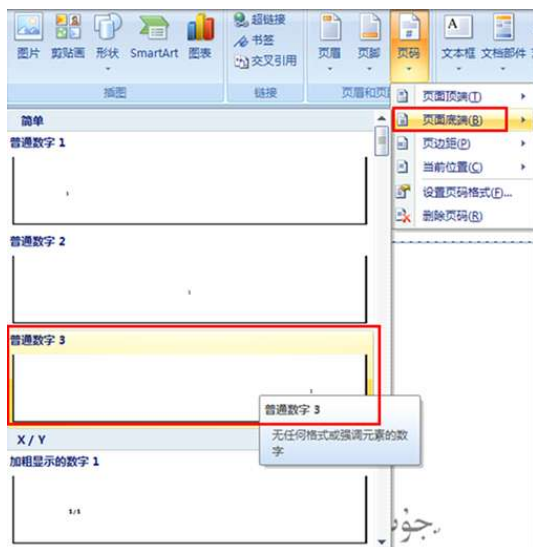 超链接
书签
交叉引用
图片 剪贴画 形状 SmartArt 图表
页眉 页脚 页码 文本框 文档部件
插图 链接 页眉和页
页面顶端(T)
页面底端(B)
页边距(P)
当前位置(C)
设置页码格式(F)...
删除页码(R)
简单
普通数字 1
1
普通数字 2
1
普通数字 3
1
普通数字 3
无任何格式或强调元素的数
字
X / Y
加粗显示的数字 1
1/1